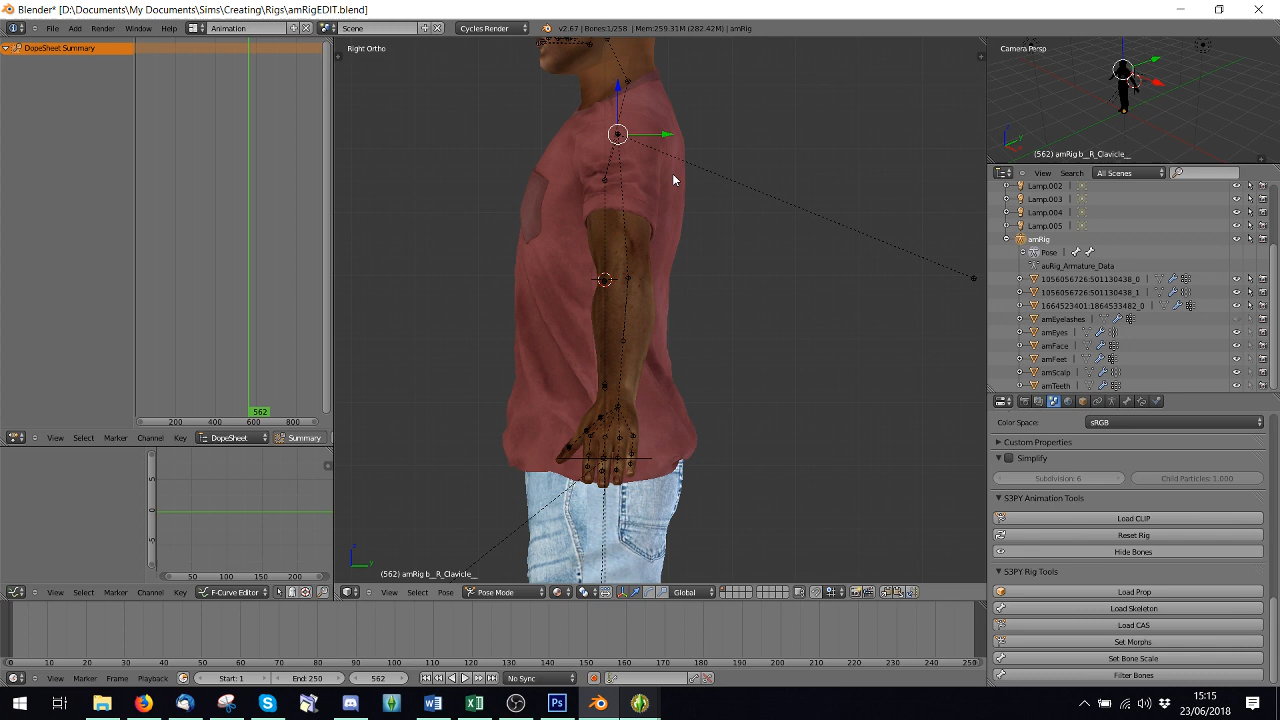 Blender* [D:\Documents\Sims\Creating\Rigs\amRigEDIT.blend]
File Add Render Window Help Animation Scene Cycles Render v2.67 | Bones:1/258 | Mem:259.31M (282.42M) | amRig
DopeSheet Summary
200 400 600 800
562
View Select Marker Channel Key DopeSheet Summary
5
0
-5
50 100 150 200
View Select Marker Channel Key F-Curve Editor
Right Ortho
(562) amRig b__R_Clavicle__
z
y
View Select Pose Pose Mode Global
Camera Persp
(562) amRig b__R_Clavicle__
View Search All Scenes
Lamp.002
Lamp.003
Lamp.004
Lamp.005
amRig
Pose
auRig_Armature_Data
1056056726:501130438_0
1056056726:501130438_1
1664523401:1864533482_0
amEyelashes
amEyes
amFace
amFeet
amScalp
amTeeth
Color Space: sRGB
Custom Properties
Simplify
Subdivision: 6 Child Particles: 1.000
S3PY Animation Tools
Load CLIP
Reset Rig
Hide Bones
S3PY Rig Tools
Load Prop
Load Skeleton
Load CAS
Set Morphs
Set Bone Scale
Filter Bones
0 10 20 30 40 50 60 70 80 90 100 110 120 130 140 150 160 170 180 190 200 210 220 230 240 250
View Marker Frame Playback Start: 1 End: 250 562 No Sync
15:15
23/06/2018